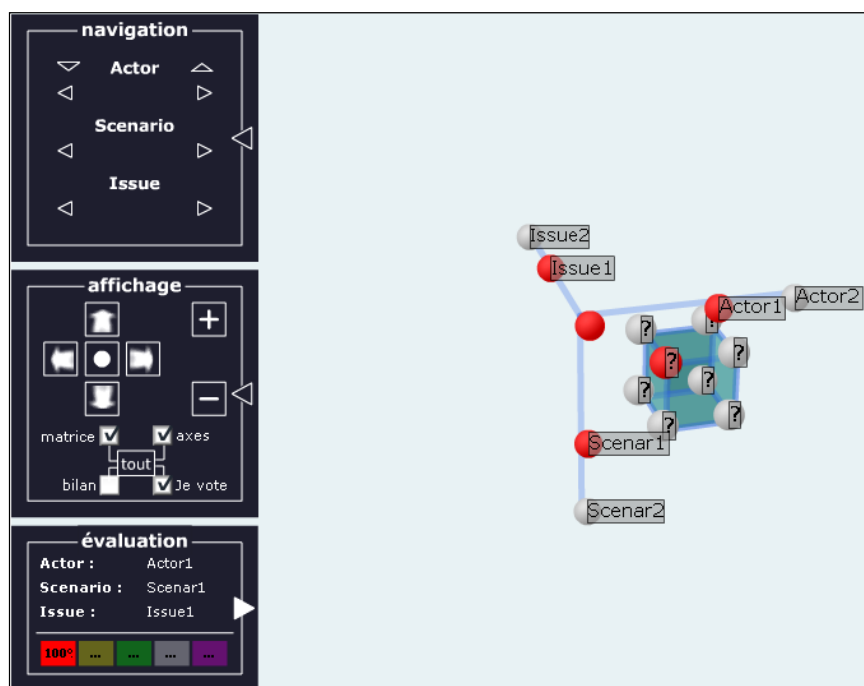 navigation
Actor
Scenario
Issue
affichage
matrice axes
tout
bilan Je vote
évaluation
Actor : Actor1
Scenario : Scenar1
Issue : Issue1
100° ... ... ... ...
Issue2
Issue1
Actor2
Actor1
? ?
?
?
? ?
? ?
Scenar1
Scenar2